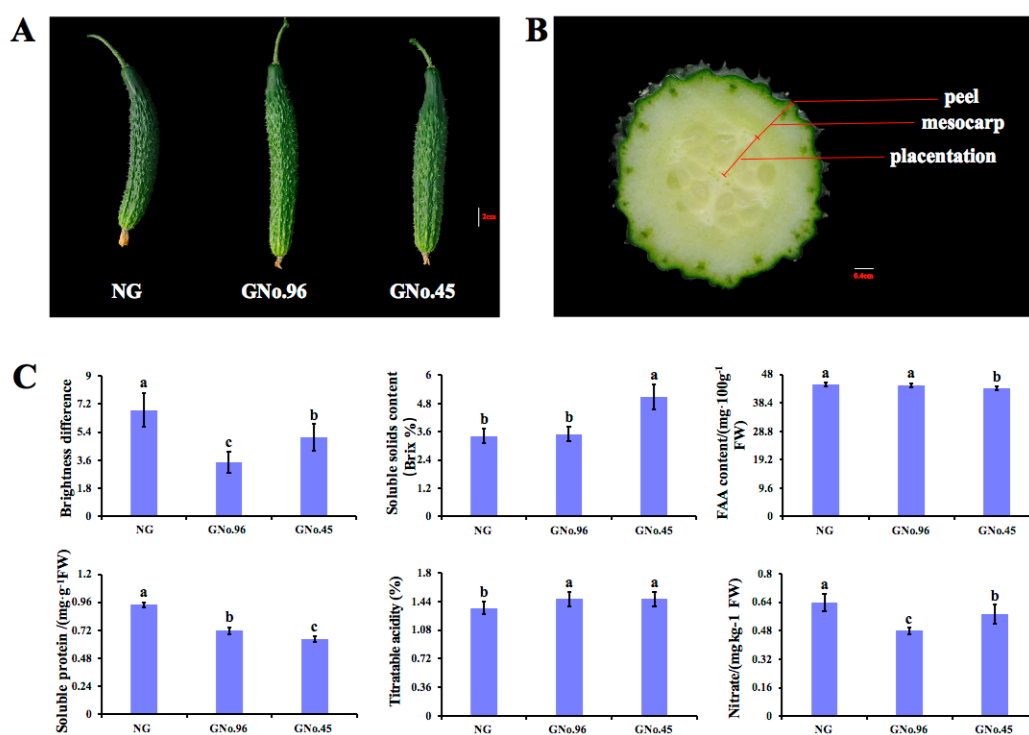 A
NG
GNo.96
GNo.45
2cm
B
peel
mesocarp
placentation
0.4cm
C
Brightness difference
9
7.2
5.4
3.6
1.8
0
a
c
b
NG
GNo.96
GNo.45
Soluble solids content
(Brix %)
6
4.8
3.6
2.4
1.2
0
b
b
a
NG
GNo.96
GNo.45
FAA content/(mg·100g⁻¹
FW)
48
38.4
28.8
19.2
9.6
0
a
a
b
NG
GNo.96
GNo.45
Soluble protein /(mg·g⁻¹FW)
1.2
0.96
0.72
0.48
0.24
0
a
b
c
NG
GNo.96
GNo.45
Titratable acidity (%)
1.8
1.44
1.08
0.72
0.36
0
b
a
a
NG
GNo.96
GNo.45
Nitrate/(mg kg-1 FW)
0.8
0.64
0.48
0.32
0.16
0
a
c
b
NG
GNo.96
GNo.45